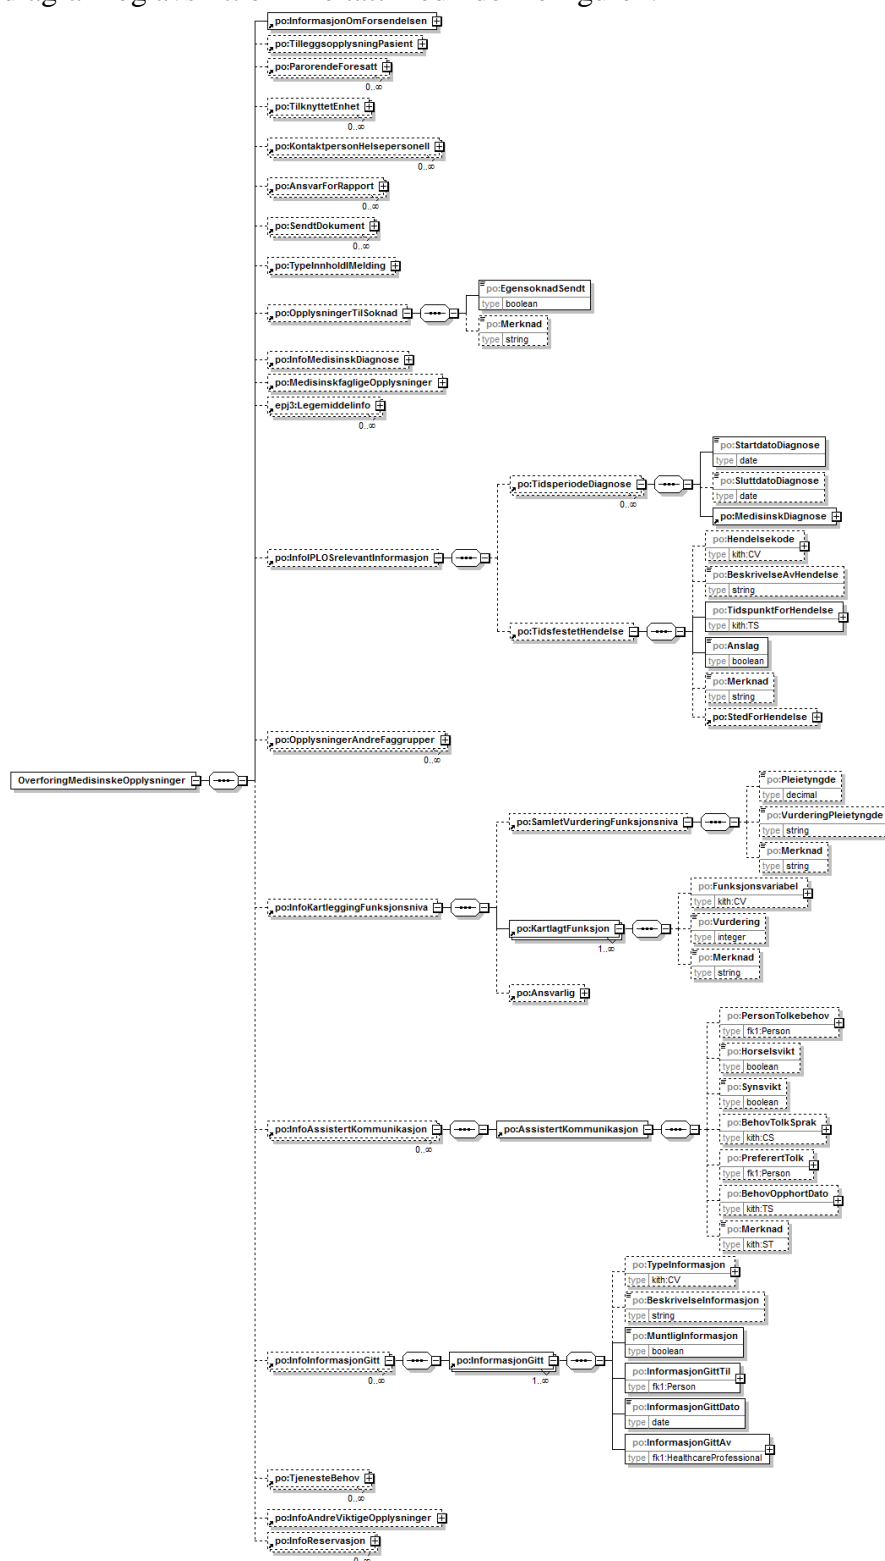 po:InformasjonOmForsendelsen
po:TilleggsopplysningPasient
po:ParorendeForesatt
0..∞
po:TilknyttetEnhet
0..∞
po:KontaktpersonHelsepersonell
0..∞
po:AnsvarForRapport
0..∞
po:SendtDokument
0..∞
po:TypeInnholdIMelding
po:OpplysningerTilSoknad
po:EgensoknadSendt
type boolean
po:Merknad
type string
po:InfoMedisinskDiagnose
po:MedisinskfagligeOpplysninger
epj3:Legemiddelinfo
0..∞
po:InfoIPLOSrelevantInformasjon
po:TidsperiodeDiagnose
0..∞
po:StartdatoDiagnose
type date
po:SluttdatoDiagnose
type date
po:MedisinskDiagnose
po:TidsfestetHendelse
po:Hendelsekode
type kith:CV
po:BeskrivelseAvHendelse
type string
po:TidspunktForHendelse
type kith:TS
po:Anslag
type boolean
po:Merknad
type string
po:StedForHendelse
po:OpplysningerAndreFaggrupper
0..∞
OverforingMedisinskeOpplysninger
po:InfoKartleggingFunksjonsniva
po:SamletVurderingFunksjonsniva
po:Pleietyngde
type decimal
po:VurderingPleietyngde
type string
po:Merknad
type string
po:KartlagtFunksjon
1..∞
po:Funksjonsvariabel
type kith:CV
po:Vurdering
type integer
po:Merknad
type string
po:Ansvarlig
po:InfoAssistertKommunikasjon
0..∞
po:AssistertKommunikasjon
po:PersonTolkebehov
type fk1:Person
po:Horselsvikt
type boolean
po:Synsvikt
type boolean
po:BehovTolkSprak
type kith:CS
po:PreferertTolk
type fk1:Person
po:BehovOpphortDato
type kith:TS
po:Merknad
type kith:ST
po:InfoInformasjonGitt
0..∞
po:InformasjonGitt
1..∞
po:TypeInformasjon
type kith:CV
po:BeskrivelseInformasjon
type string
po:MuntligInformasjon
type boolean
po:InformasjonGittTil
type fk1:Person
po:InformasjonGittDato
type date
po:InformasjonGittAv
type fk1:HealthcareProfessional
po:TjenesteBehov
0..∞
po:InfoAndreViktigeOpplysninger
po:InfoReservasjon
0..∞